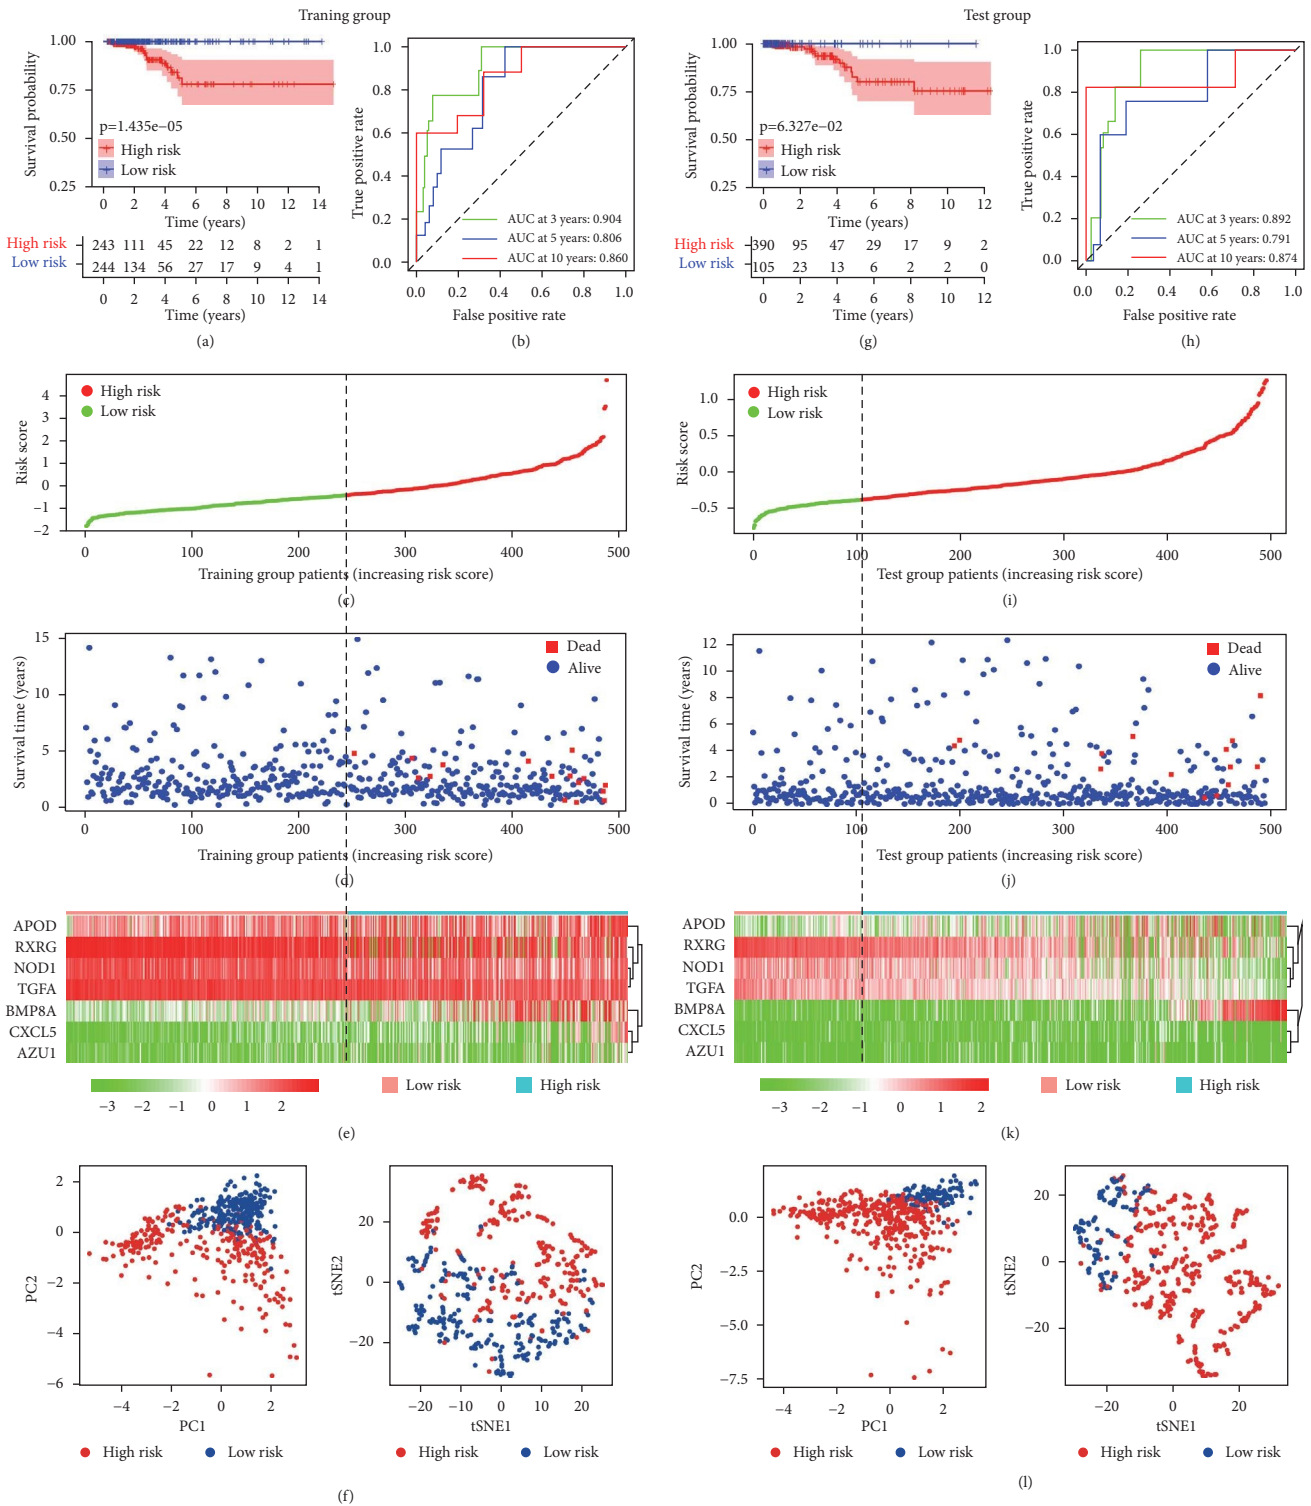 Traning group
1.00
0.75
0.50
0.25
Survival probability
p=1.435e−05
High risk
Low risk
0 2 4 6 8 10 12 14
Time (years)
High risk 243 111 45 22 12 8 2 1
Low risk 244 134 56 27 17 9 4 1
0 2 4 6 8 10 12 14
Time (years)
(a)
1.0
0.8
0.6
0.4
0.2
0.0
True positive rate
AUC at 3 years: 0.904
AUC at 5 years: 0.806
AUC at 10 years: 0.860
0.0 0.2 0.4 0.6 0.8 1.0
False positive rate
(b)
Test group
1.00
0.75
0.50
0.25
Survival probability
p=6.327e−02
High risk
Low risk
0 2 4 6 8 10 12
Time (years)
High risk 390 95 47 29 17 9 2
Low risk 105 23 13 6 2 2 0
0 2 4 6 8 10 12
Time (years)
(g)
1.0
0.8
0.6
0.4
0.2
0.0
True positive rate
AUC at 3 years: 0.892
AUC at 5 years: 0.791
AUC at 10 years: 0.874
0.0 0.2 0.4 0.6 0.8 1.0
False positive rate
(h)
4
3
2
1
0
−1
−2
Risk score
High risk
Low risk
0 100 200 300 400 500
Training group patients (increasing risk score)
(c)
1.0
0.5
0.0
−0.5
Risk score
High risk
Low risk
0 100 200 300 400 500
Test group patients (increasing risk score)
(i)
15
10
5
0
Survival time (years)
Dead
Alive
0 100 200 300 400 500
Training group patients (increasing risk score)
(d)
12
10
8
6
4
2
0
Survival time (years)
Dead
Alive
0 100 200 300 400 500
Test group patients (increasing risk score)
(j)
APOD
RXRG
NOD1
TGFA
BMP8A
CXCL5
AZU1
−3 −2 −1 0 1 2
Low risk
High risk
(e)
APOD
RXRG
NOD1
TGFA
BMP8A
CXCL5
AZU1
−3 −2 −1 0 1 2
Low risk
High risk
(k)
2
0
−2
−4
−6
PC2
−4 −2 0 2
PC1
High risk
Low risk
20
0
−20
tSNE2
−20 −10 0 10 20
tSNE1
High risk
Low risk
(f)
0.0
−2.5
−5.0
−7.5
PC2
−4 −2 0 2
PC1
High risk
Low risk
20
0
−20
tSNE2
−20 0 20
tSNE1
High risk
Low risk
(l)